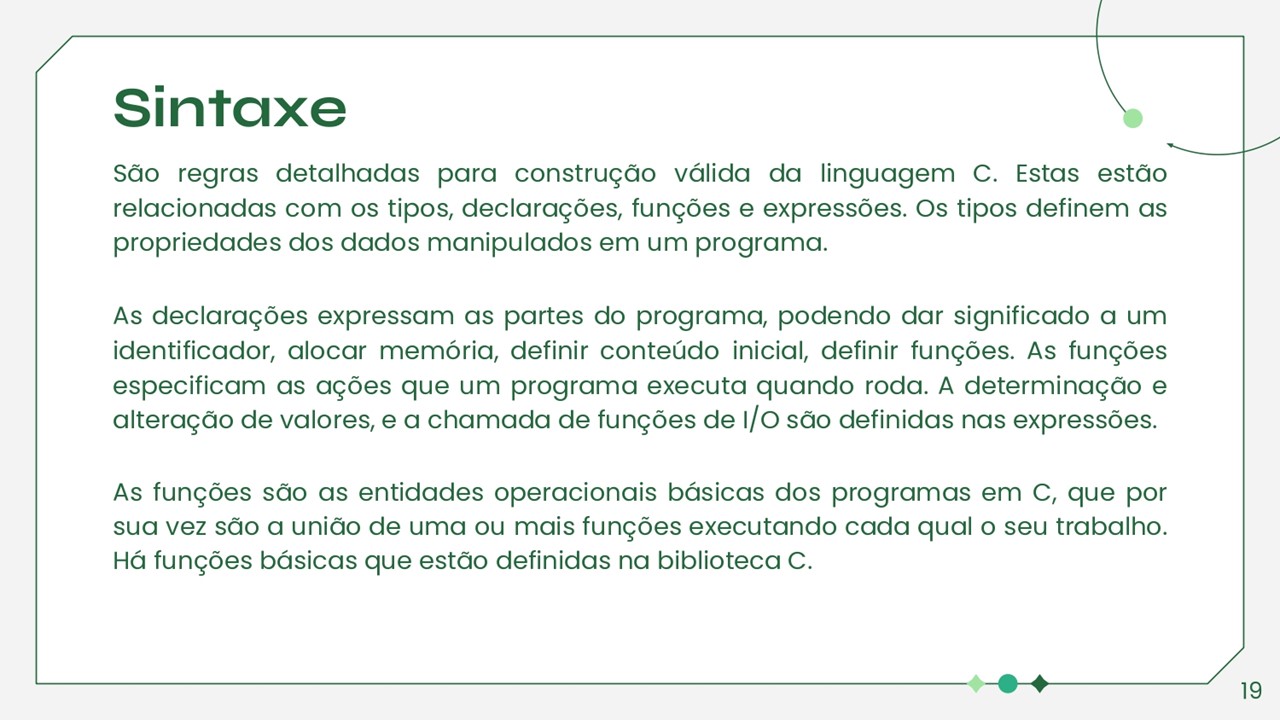 Sintaxe
São regras detalhadas para construção válida da linguagem C. Estas estão
relacionadas com os tipos, declarações, funções e expressões. Os tipos definem as
propriedades dos dados manipulados em um programa.
As declarações expressam as partes do programa, podendo dar significado a um
identificador, alocar memória, definir conteúdo inicial, definir funções. As funções
especificam as ações que um programa executa quando roda. A determinação e
alteração de valores, e a chamada de funções de I/O são definidas nas expressões.
As funções são as entidades operacionais básicas dos programas em C, que por
sua vez são a união de uma ou mais funções executando cada qual o seu trabalho.
Há funções básicas que estão definidas na biblioteca C.
19